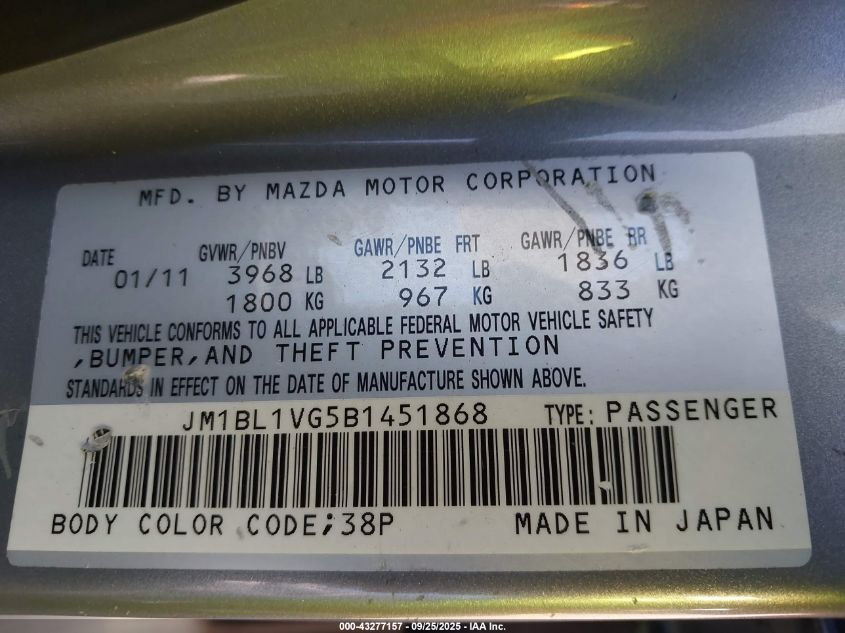 MFD. BY MAZDA MOTOR CORPORATION
DATE GVWR/PNBV GAWR/PNBE FRT GAWR/PNBE RR
01/11 3968 LB 2132 LB 1836 LB
1800 KG 967 KG 833 KG
THIS VEHICLE CONFORMS TO ALL APPLICABLE FEDERAL MOTOR VEHICLE SAFETY
,BUMPER,AND THEFT PREVENTION
STANDARDS IN EFFECT ON THE DATE OF MANUFACTURE SHOWN ABOVE.
JM1BL1VG5B1451868 TYPE: PASSENGER
BODY COLOR CODE;38P MADE IN JAPAN
000-43277157 - 09/25/2025 - IAA Inc.